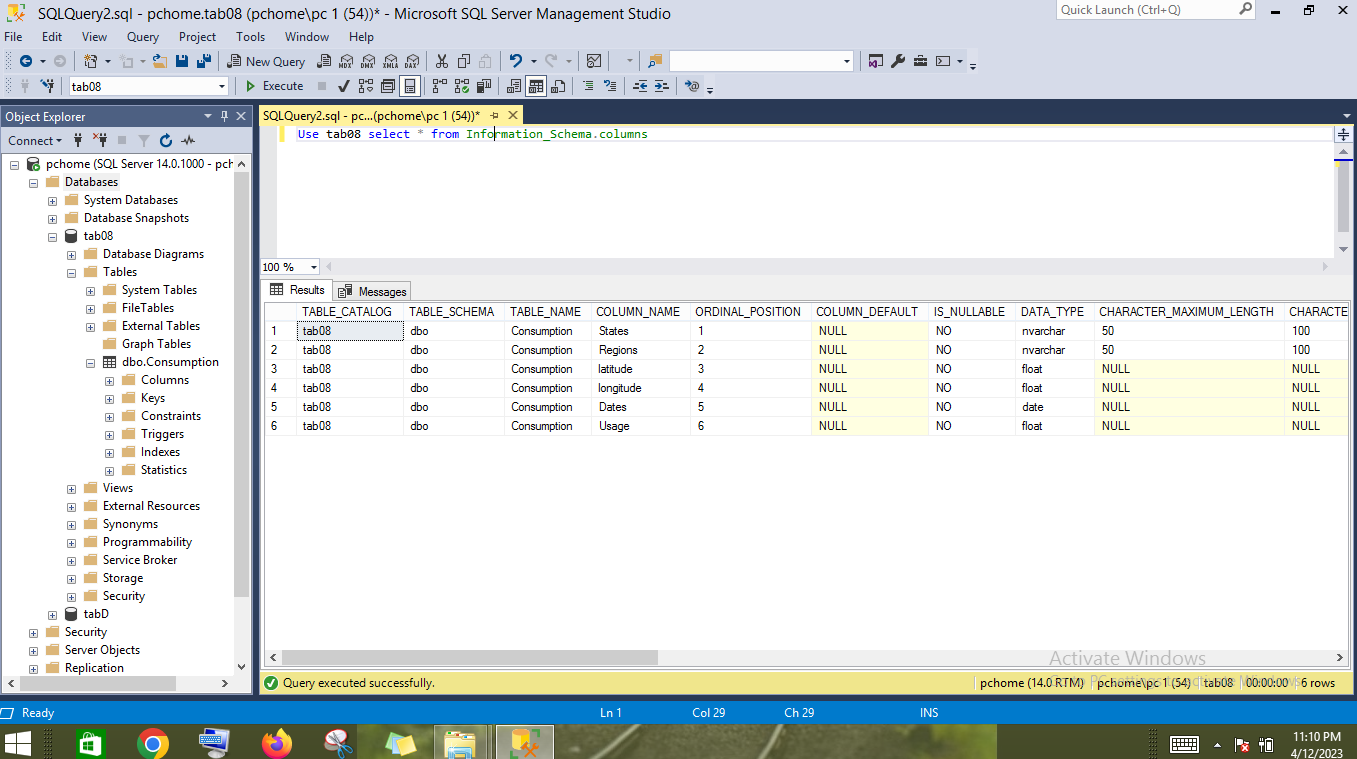 SQLQuery2.sql - pchome.tab08 (pchome\pc 1 (54))* - Microsoft SQL Server Management Studio
Quick Launch (Ctrl+Q)
File Edit View Query Project Tools Window Help
New Query MDX DMX XMLA DAX
tab08 Execute
Object Explorer
SQLQuery2.sql - pc...(pchome\pc 1 (54))*
Connect
Use tab08 select * from Information_Schema.columns
pchome (SQL Server 14.0.1000 - pch
Databases
System Databases
Database Snapshots
tab08
Database Diagrams
Tables
System Tables
FileTables
External Tables
Graph Tables
dbo.Consumption
Columns
Keys
Constraints
Triggers
Indexes
Statistics
Views
External Resources
Synonyms
Programmability
Service Broker
Storage
Security
tabD
Security
Server Objects
Replication
100 %
Results Messages
TABLE_CATALOG TABLE_SCHEMA TABLE_NAME COLUMN_NAME ORDINAL_POSITION COLUMN_DEFAULT IS_NULLABLE DATA_TYPE CHARACTER_MAXIMUM_LENGTH CHARACTE
1 tab08 dbo Consumption States 1 NULL NO nvarchar 50 100
2 tab08 dbo Consumption Regions 2 NULL NO nvarchar 50 100
3 tab08 dbo Consumption latitude 3 NULL NO float NULL NULL
4 tab08 dbo Consumption longitude 4 NULL NO float NULL NULL
5 tab08 dbo Consumption Dates 5 NULL NO date NULL NULL
6 tab08 dbo Consumption Usage 6 NULL NO float NULL NULL
Activate Windows
Query executed successfully. pchome (14.0 RTM) pchome\pc 1 (54) tab08 00:00:00 6 rows
Ready Ln 1 Col 29 Ch 29 INS
11:10 PM
4/12/2023